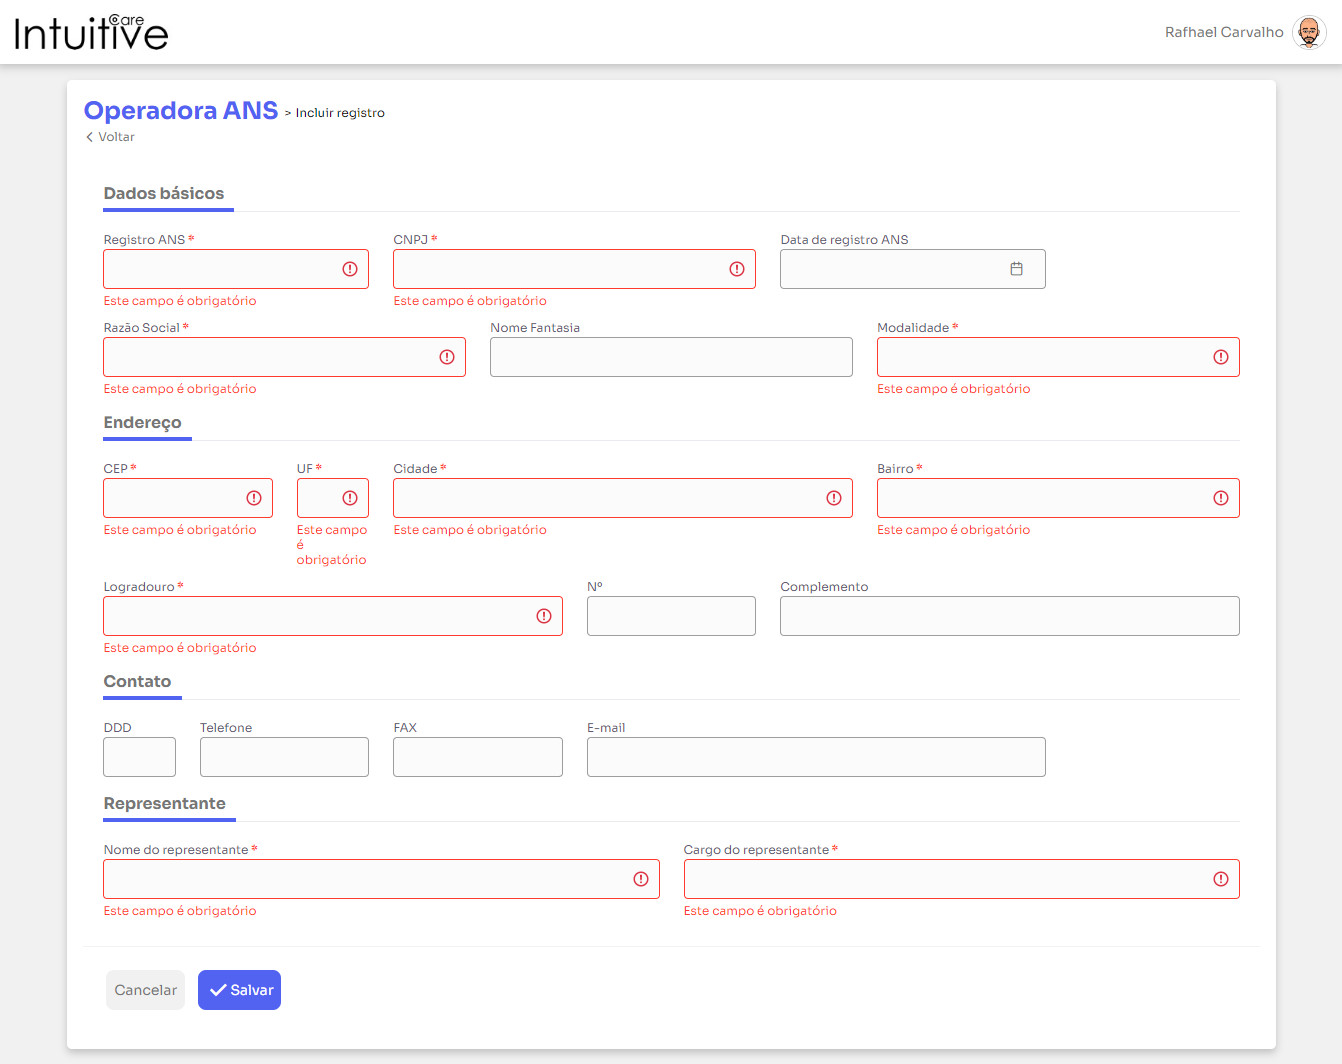 Intuitive Care
Rafhael Carvalho
Operadora ANS > Incluir registro
Voltar
Dados básicos
Registro ANS * CNPJ * Data de registro ANS
Este campo é obrigatório Este campo é obrigatório
Razão Social * Nome Fantasia Modalidade *
Este campo é obrigatório Este campo é obrigatório
Endereço
CEP * UF * Cidade * Bairro *
Este campo é obrigatório Este campo é obrigatório Este campo é obrigatório Este campo é obrigatório
Logradouro * Nº Complemento
Este campo é obrigatório
Contato
DDD Telefone FAX E-mail
Representante
Nome do representante * Cargo do representante *
Este campo é obrigatório Este campo é obrigatório
Cancelar Salvar